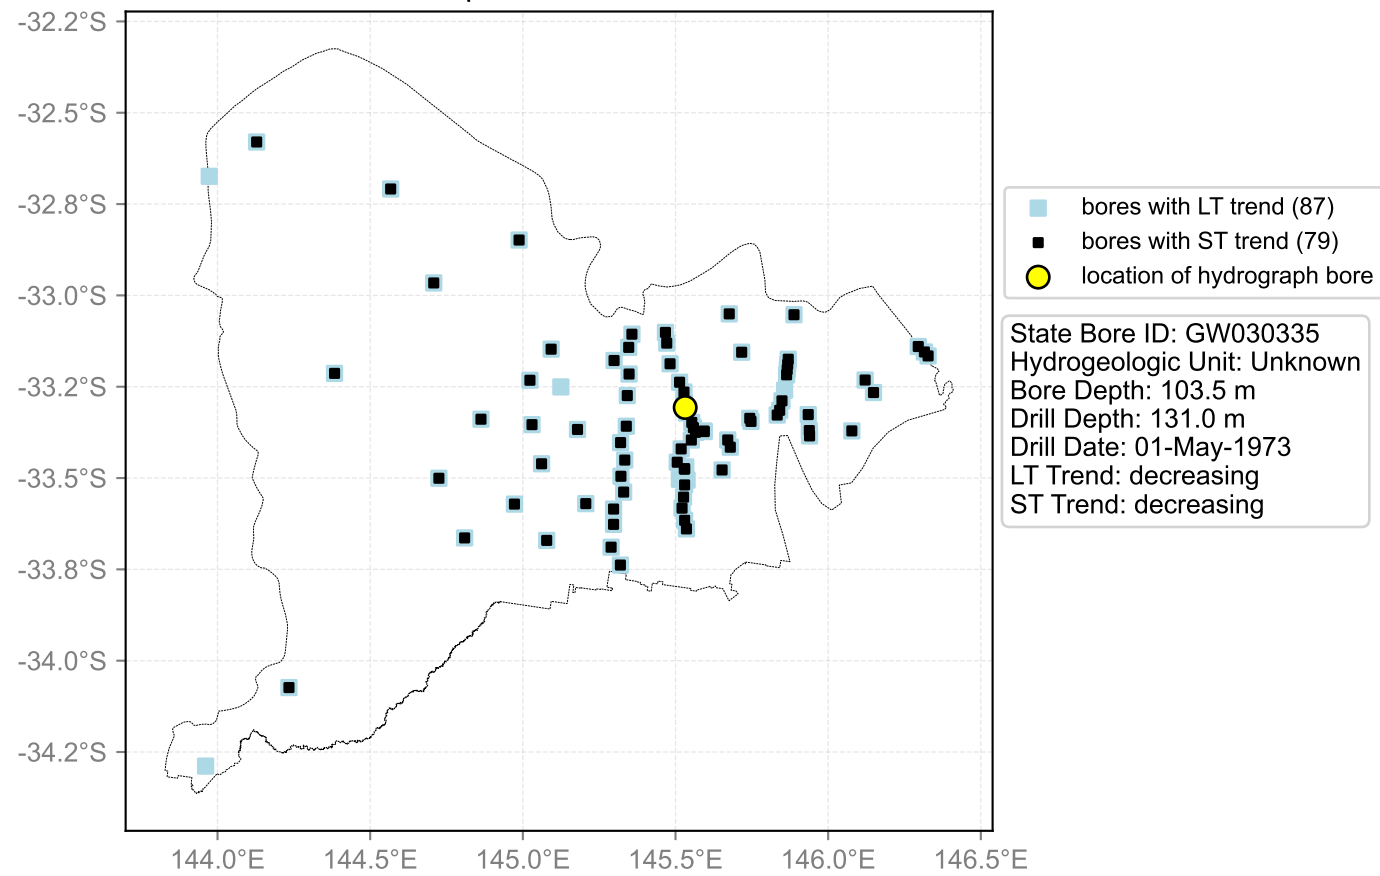 -32.2°S
-32.5°S
-32.8°S
-33.0°S
-33.2°S
-33.5°S
-33.8°S
-34.0°S
-34.2°S
144.0°E
144.5°E
145.0°E
145.5°E
146.0°E
146.5°E
bores with LT trend (87)
bores with ST trend (79)
location of hydrograph bore
State Bore ID: GW030335
Hydrogeologic Unit: Unknown
Bore Depth: 103.5 m
Drill Depth: 131.0 m
Drill Date: 01-May-1973
LT Trend: decreasing
ST Trend: decreasing